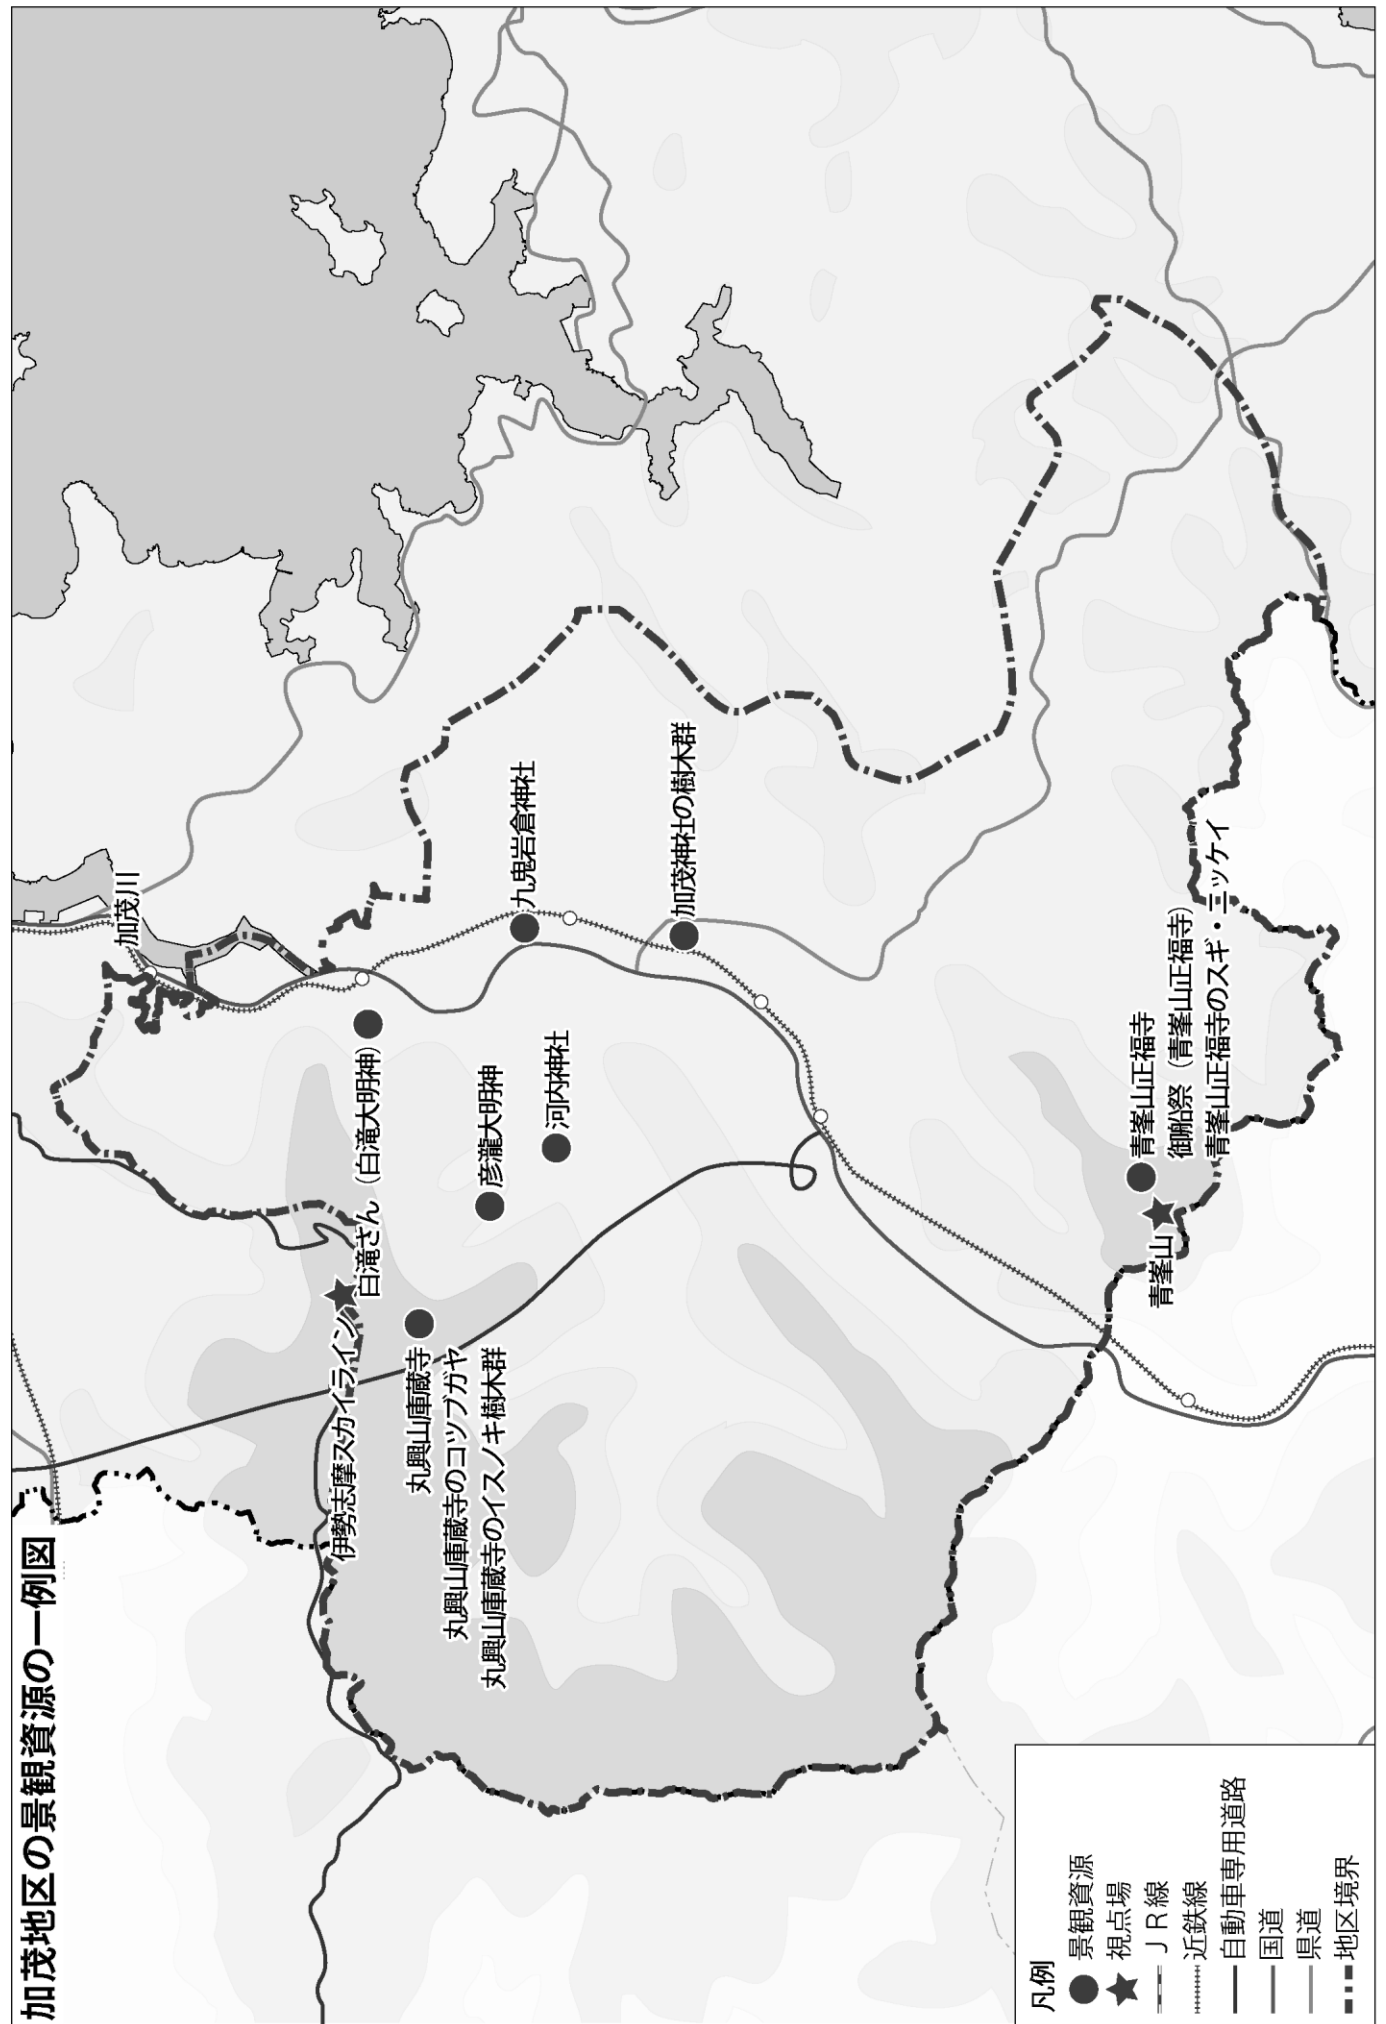 加茂地区の景観資源の一例図
加茂川
白滝さん（白滝大明神）
伊勢志摩スカイライン
九鬼岩倉神社
彦瀧大明神
河内神社
加茂神社の樹木群
丸興山庫蔵寺
丸興山庫蔵寺のコツブガヤ
丸興山庫蔵寺のイスノキ樹木群
青峯山正福寺
御船祭（青峯山正福寺）
青峯山正福寺のスギ・ニッケイ
青峯山
凡例
景観資源
視点場
ＪＲ線
近鉄線
自動車専用道路
国道
県道
地区境界